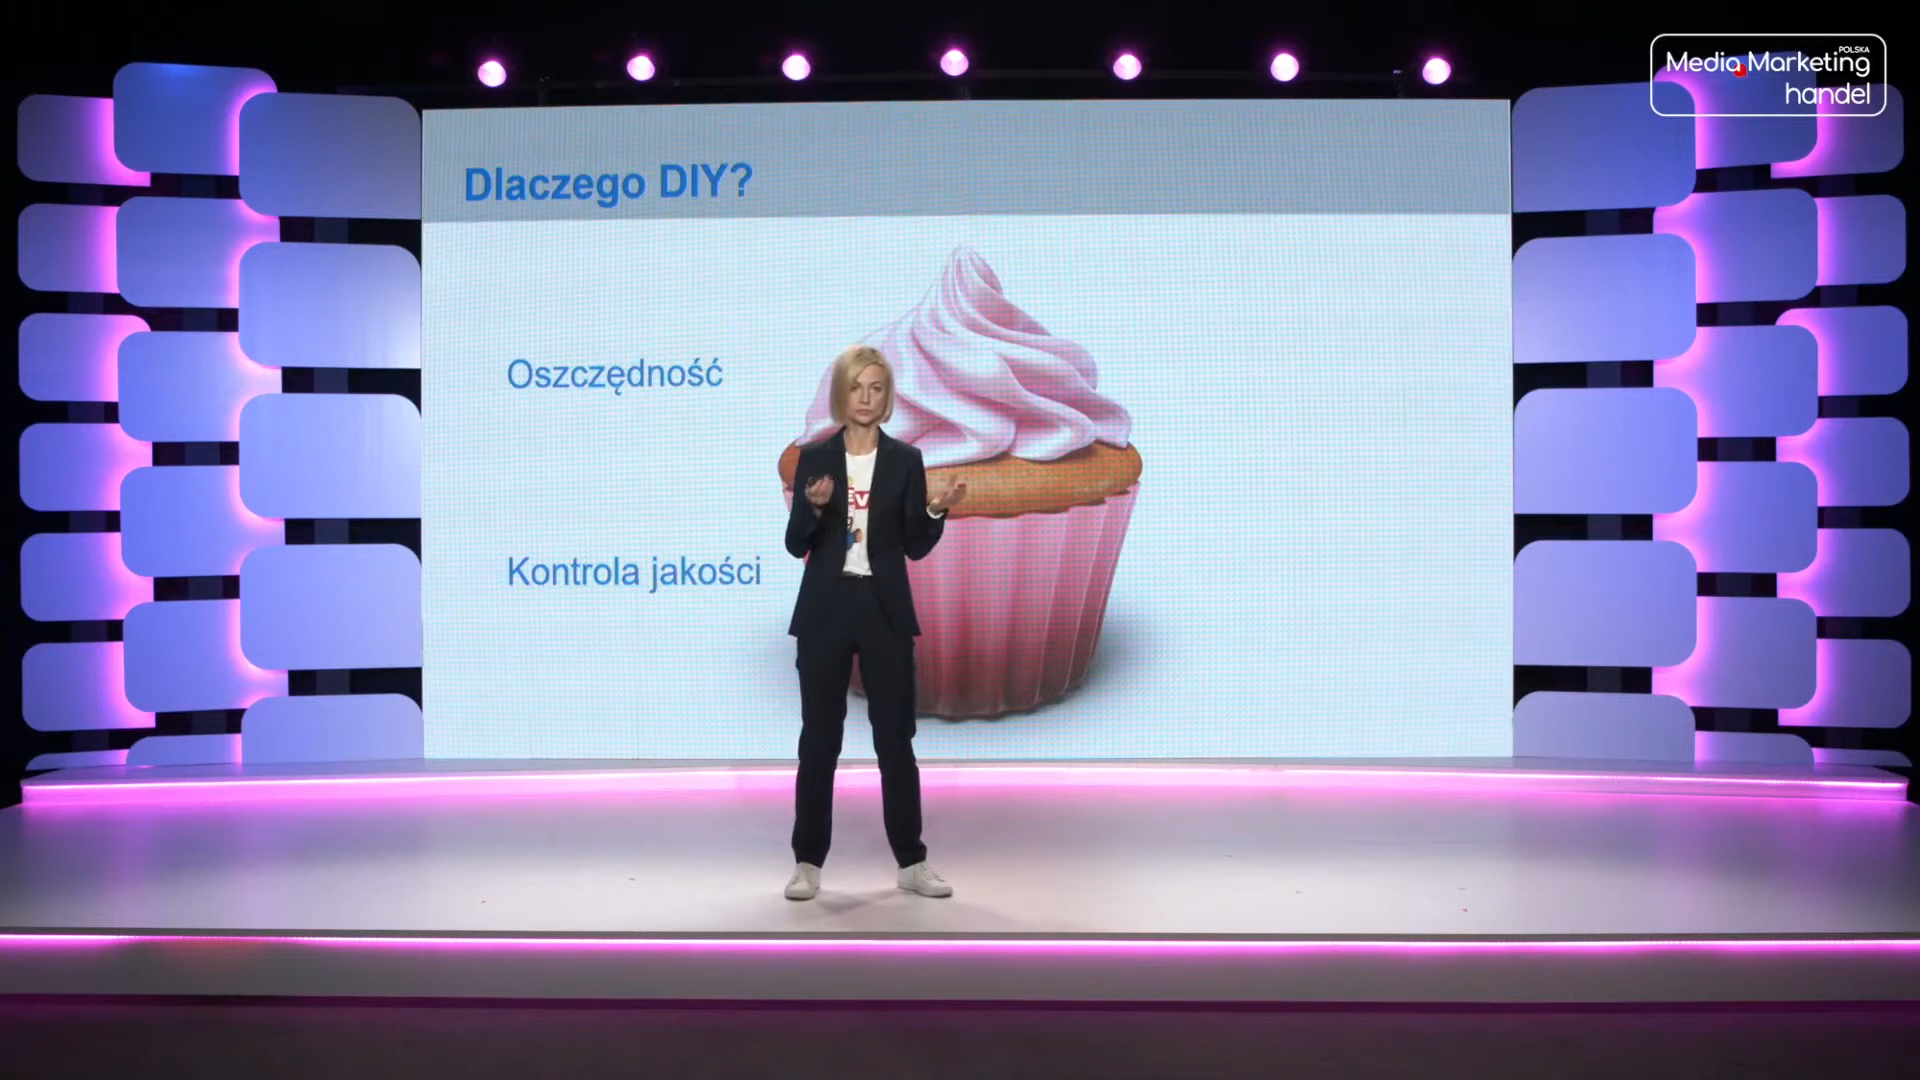 POLSKA
Media Marketing
handel
Dlaczego DIY?
Oszczędność
Kontrola jakości